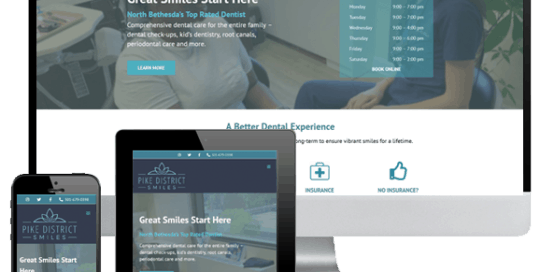 Great Smiles Start Here
North Bethesda's Top Rated Dentist
Comprehensive dental care for the entire family –
dental check-ups, kid's dentistry, root canals,
periodontal care and more.
LEARN MORE
Monday 9:00 - 7:00 pm
Tuesday 9:00 - 7:00 pm
Wednesday 9:00 - 4:00 pm
Thursday 9:00 - 4:00 pm
Friday 9:00 - 2:00 pm
Saturday 9:00 - 2:00 pm
BOOK ONLINE
A Better Dental Experience
long-term to ensure vibrant smiles for a lifetime.
INSURANCE
NO INSURANCE?
PIKE DISTRICT
SMILES
Great Smiles Start Here
North Bethesda's Top Rated Dentist
Comprehensive dental care for the entire family –
dental check-ups, kid's dentistry, root canals,
periodontal care and more.
PIKE DISTRICT
SMILES
Great Smiles Start
Here